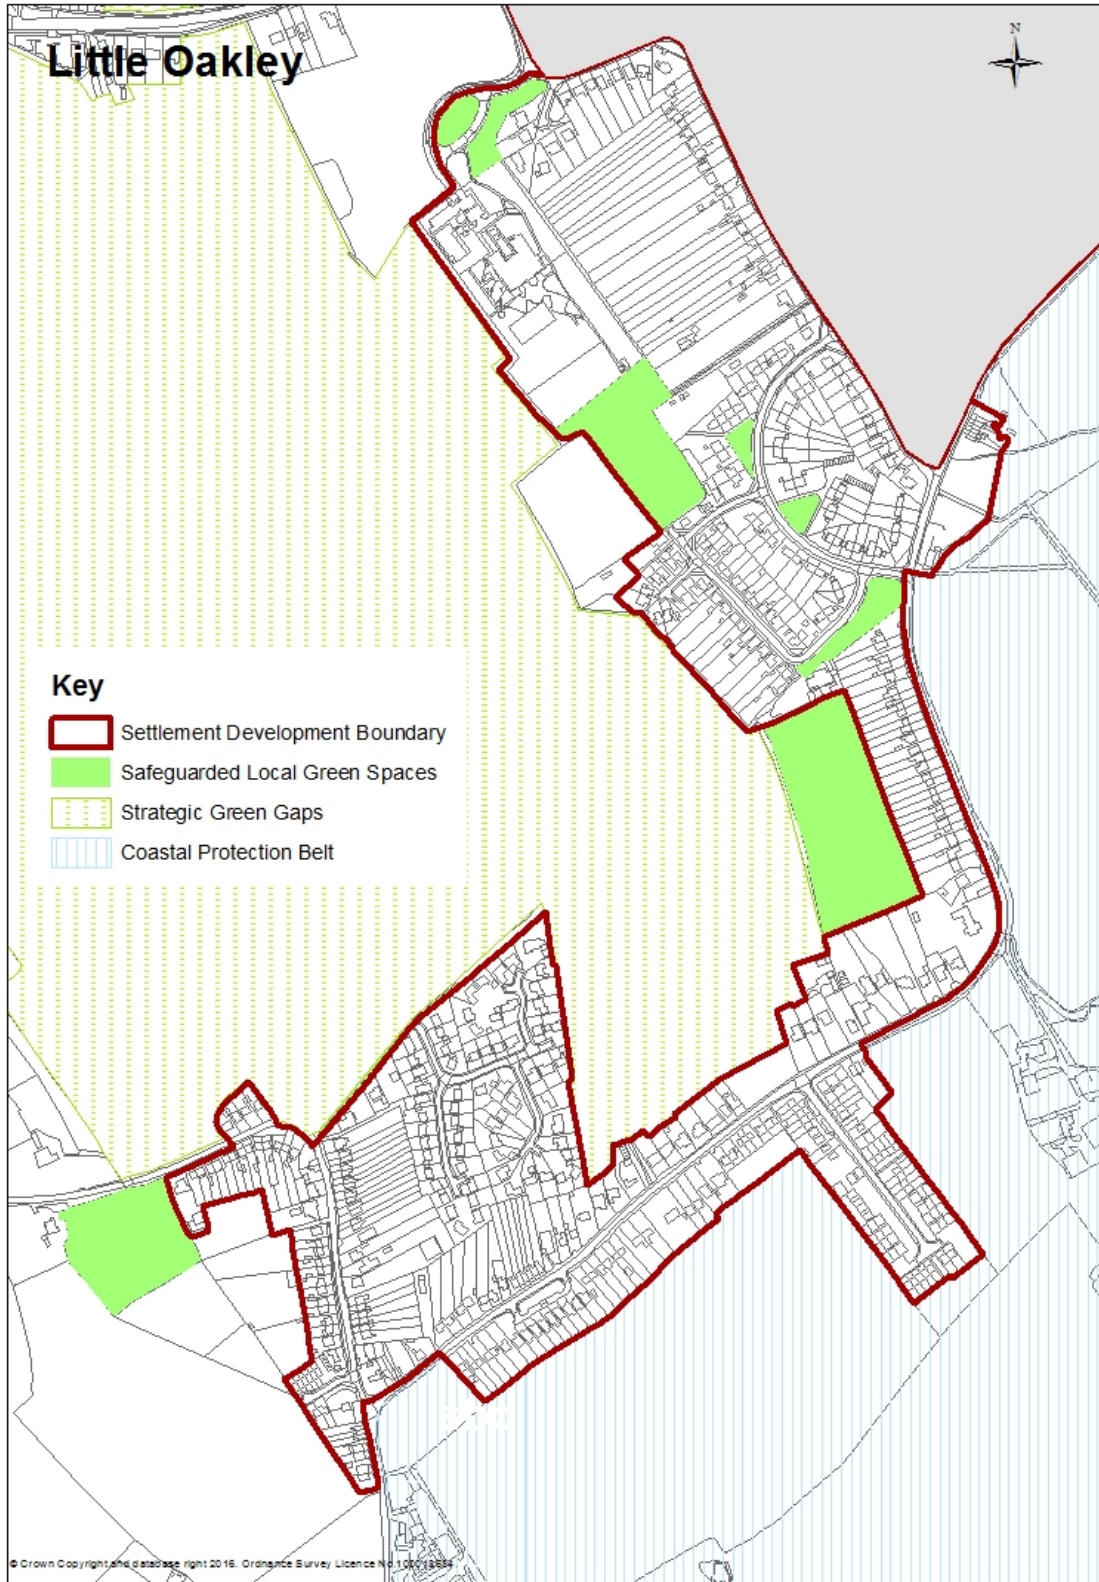 N
Little Oakley
Key
Settlement Development Boundary
Safeguarded Local Green Spaces
Strategic Green Gaps
Coastal Protection Belt
© Crown Copyright and database right 2016. Ordnance Survey Licence No.